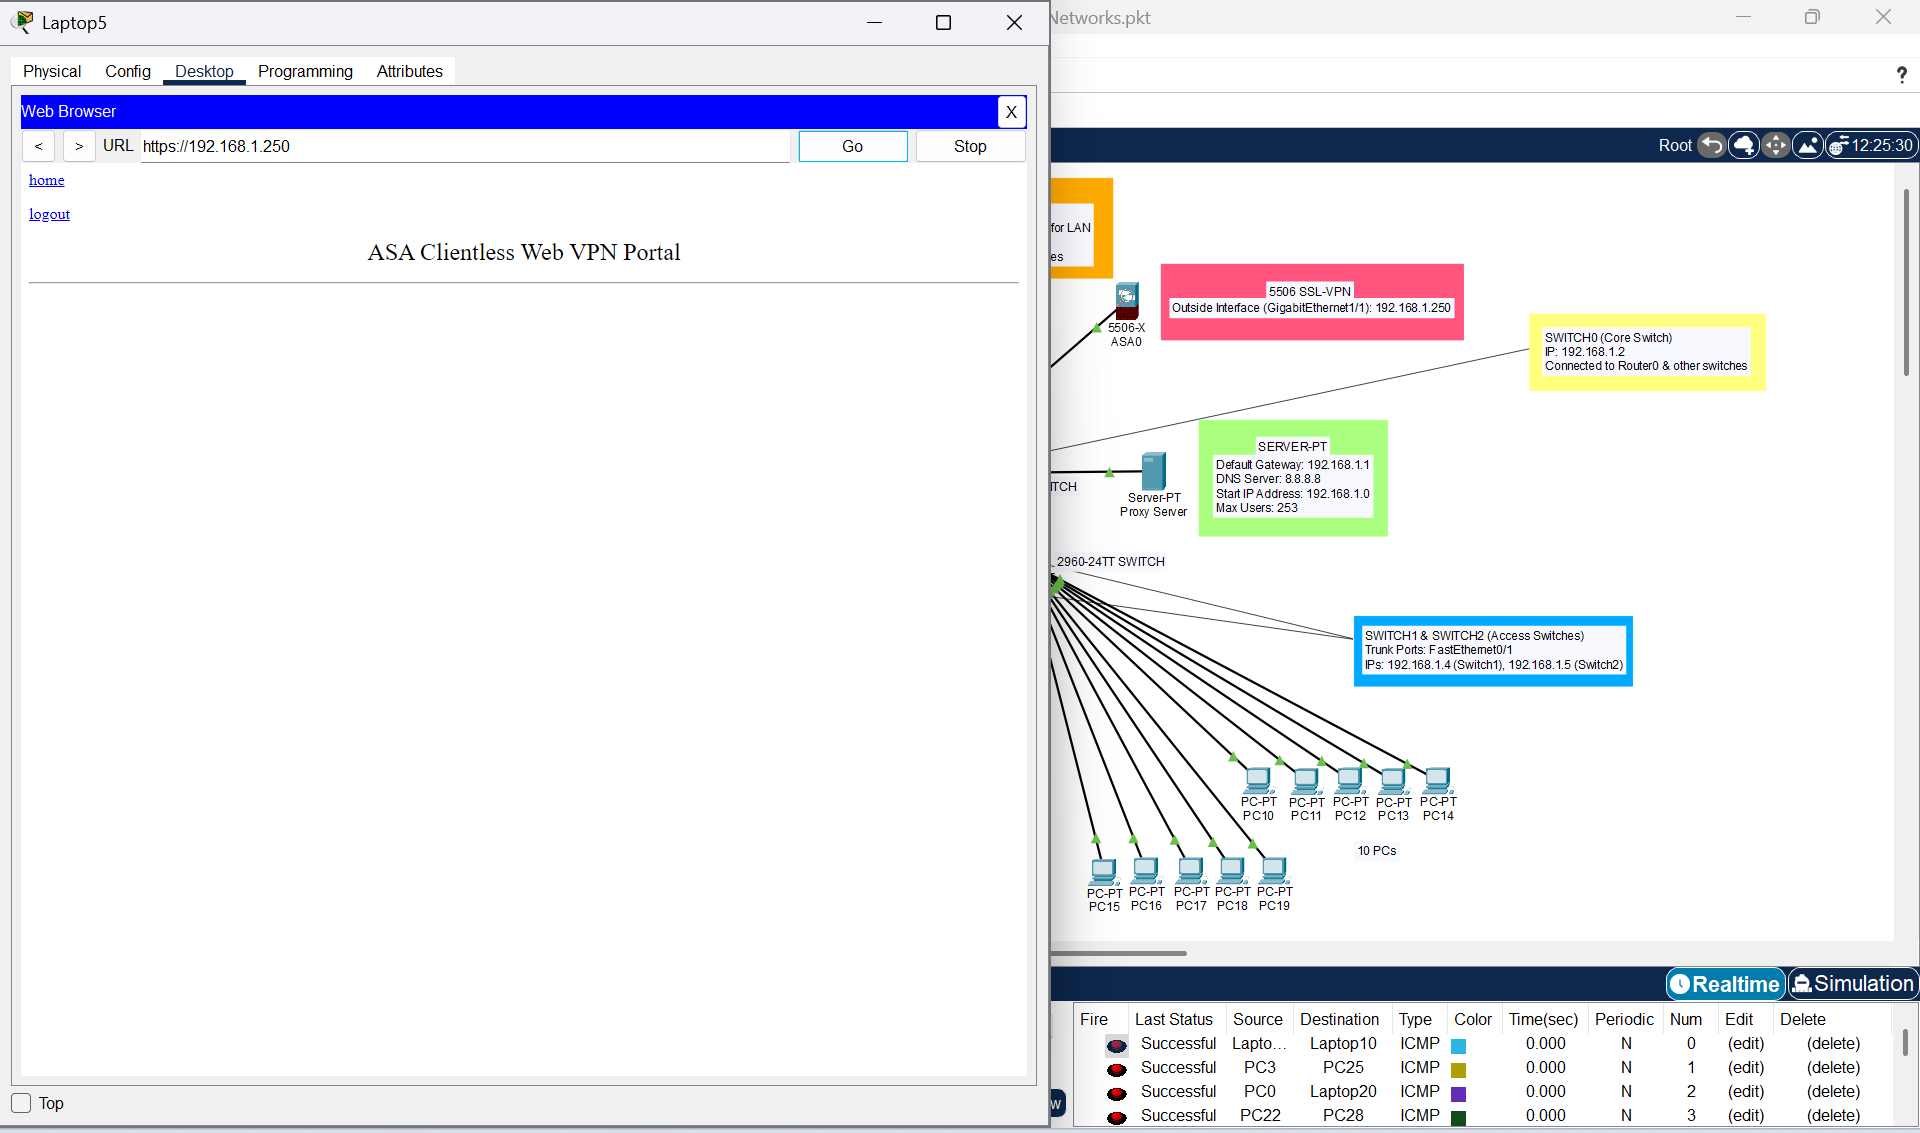 Laptop5
Networks.pkt
Physical Config Desktop Programming Attributes
?
Web Browser X
< > URL https://192.168.1.250 Go Stop
home
logout
ASA Clientless Web VPN Portal
Top
Root 12:25:30
for LAN
es
5506-X
ASA0
5506 SSL-VPN
Outside Interface (GigabitEthernet1/1): 192.168.1.250
SWITCH0 (Core Switch)
IP: 192.168.1.2
Connected to Router0 & other switches
ITCH
Server-PT
Proxy Server
SERVER-PT
Default Gateway: 192.168.1.1
DNS Server: 8.8.8.8
Start IP Address: 192.168.1.0
Max Users: 253
2960-24TT SWITCH
SWITCH1 & SWITCH2 (Access Switches)
Trunk Ports: FastEthernet0/1
IPs: 192.168.1.4 (Switch1), 192.168.1.5 (Switch2)
PC-PT PC-PT PC-PT PC-PT PC-PT
PC10 PC11 PC12 PC13 PC14
10 PCs
PC-PT PC-PT PC-PT PC-PT PC-PT
PC15 PC16 PC17 PC18 PC19
Realtime Simulation
Fire Last Status Source Destination Type Color Time(sec) Periodic Num Edit Delete
Successful Lapto... Laptop10 ICMP 0.000 N 0 (edit) (delete)
Successful PC3 PC25 ICMP 0.000 N 1 (edit) (delete)
Successful PC0 Laptop20 ICMP 0.000 N 2 (edit) (delete)
Successful PC22 PC28 ICMP 0.000 N 3 (edit) (delete)
w